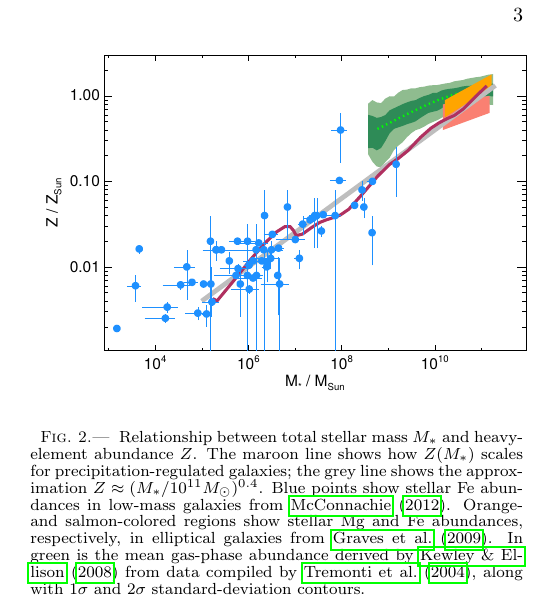 3
1.00
0.10
0.01
Z / Z_Sun
10^4 10^6 10^8 10^10
M_* / M_Sun
Fig. 2.— Relationship between total stellar mass M_* and heavy-
element abundance Z. The maroon line shows how Z(M_*) scales
for precipitation-regulated galaxies; the grey line shows the approx-
imation Z ≈ (M_*/10^11 M_⊙)^0.4. Blue points show stellar Fe abun-
dances in low-mass galaxies from McConnachie (2012). Orange-
and salmon-colored regions show stellar Mg and Fe abundances,
respectively, in elliptical galaxies from Graves et al. (2009). In
green is the mean gas-phase abundance derived by Kewley & El-
lison (2008) from data compiled by Tremonti et al. (2004), along
with 1σ and 2σ standard-deviation contours.